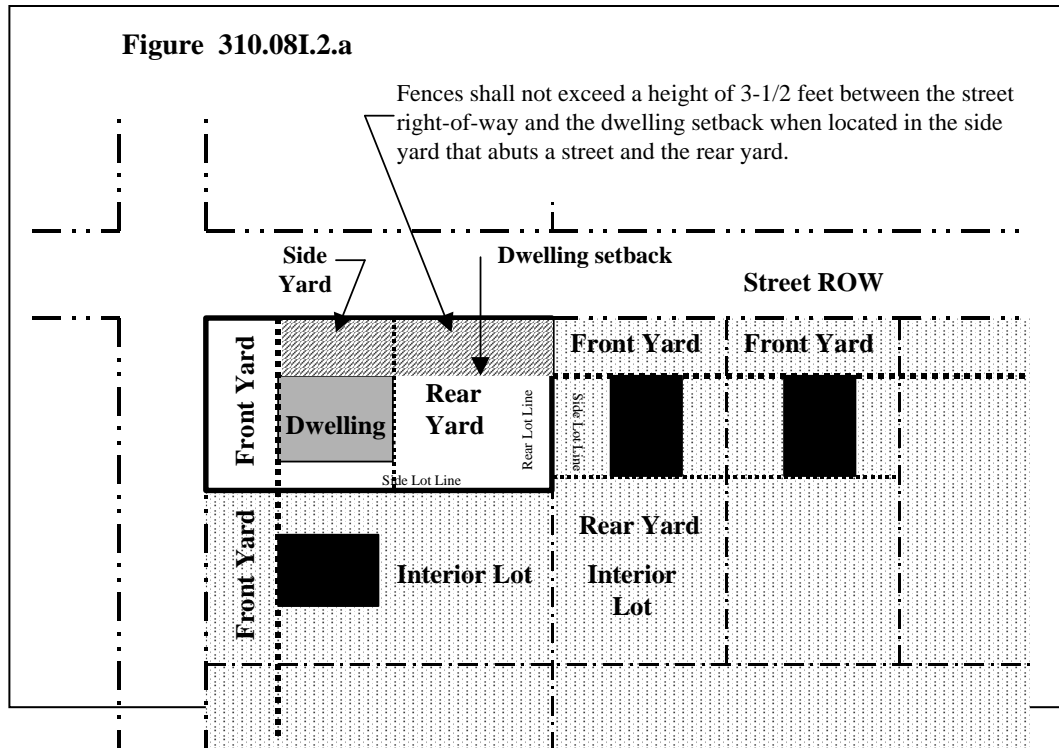 Figure 310.08I.2.a
Fences shall not exceed a height of 3-1/2 feet between the street
right-of-way and the dwelling setback when located in the side
yard that abuts a street and the rear yard.
Side
Yard
Dwelling setback
Street ROW
Front Yard
Front Yard
Front Yard
Dwelling
Rear
Yard
Rear Lot Line
Side Lot Line
Side Lot Line
Front Yard
Interior Lot
Rear Yard
Interior
Lot